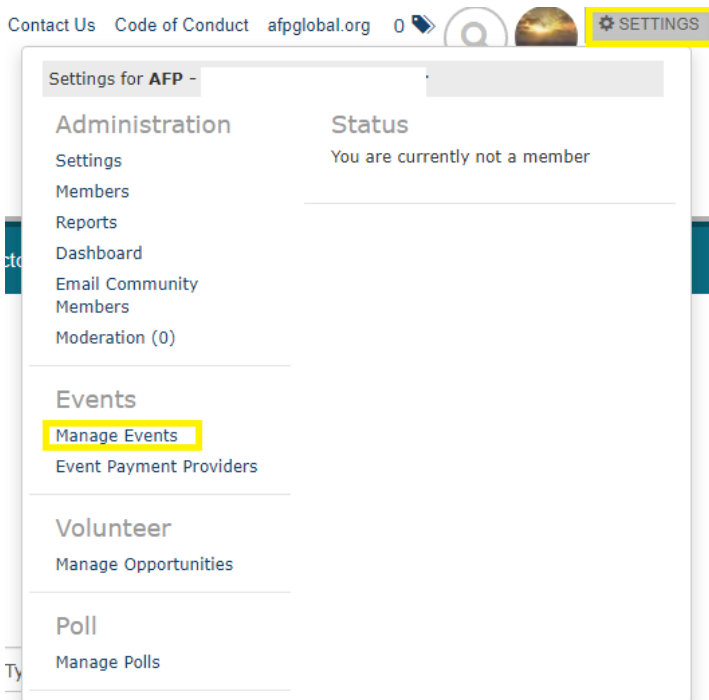 Contact Us Code of Conduct afpglobal.org 0 SETTINGS
Settings for AFP -
Administration
Settings
Members
Reports
Dashboard
Email Community
Members
Moderation (0)
Status
You are currently not a member
Events
Manage Events
Event Payment Providers
Volunteer
Manage Opportunities
Poll
Manage Polls
Ty